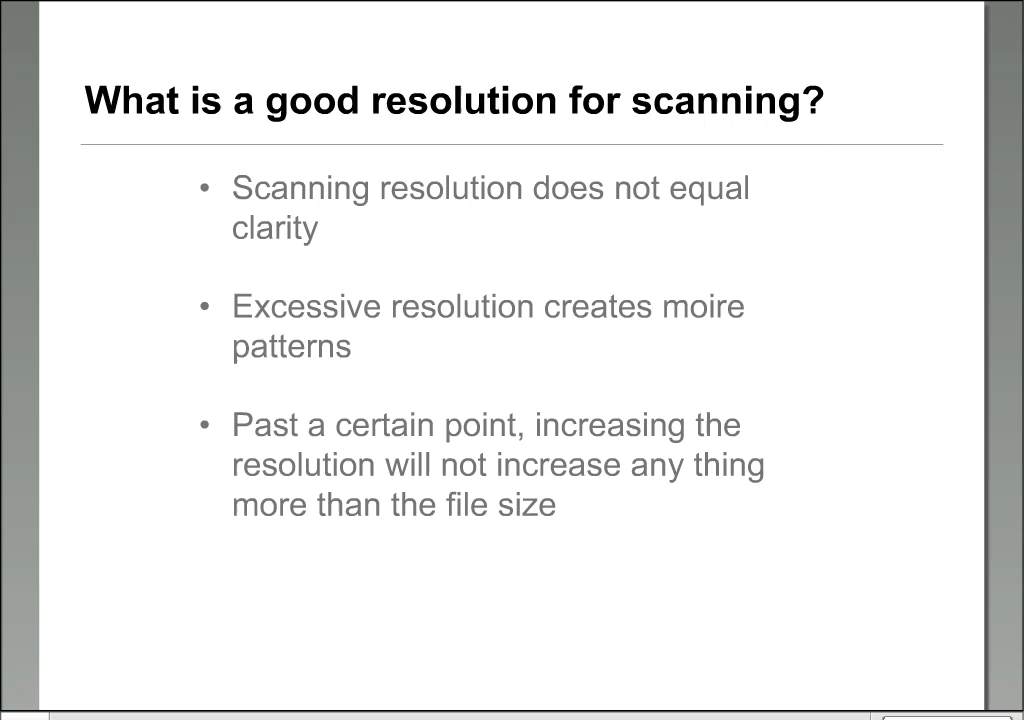 What is a good resolution for scanning?
• Scanning resolution does not equal
clarity
• Excessive resolution creates moire
patterns
• Past a certain point, increasing the
resolution will not increase any thing
more than the file size